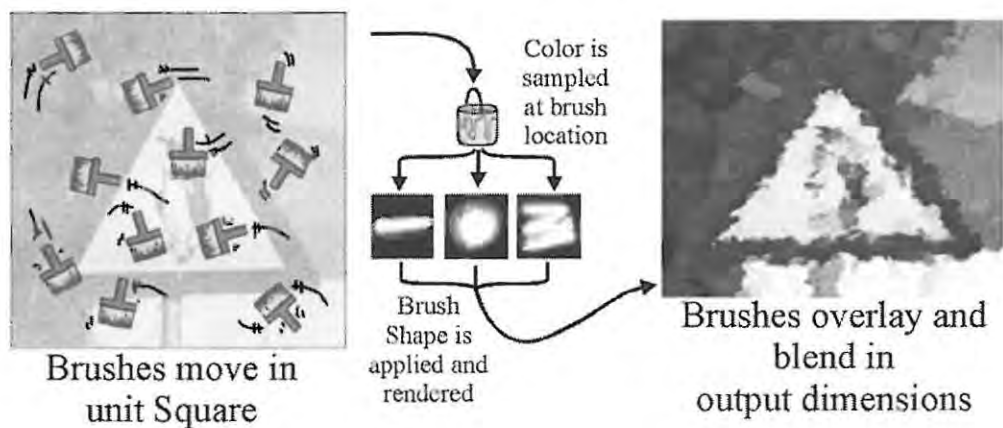 Color is
sampled
at brush
location
Brush
Shape is
applied and
rendered
Brushes move in
unit Square
Brushes overlay and
blend in
output dimensions